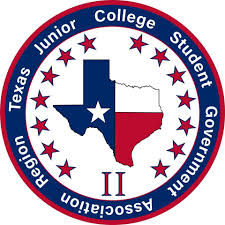 Texas Junior College Student Government Association Region
II